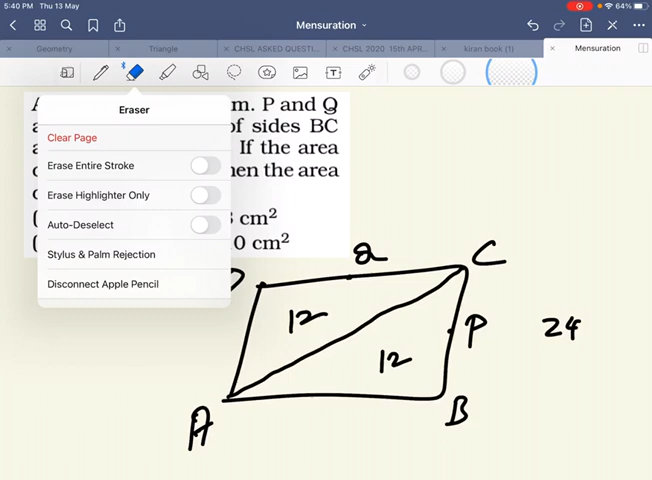 5:40 PM Thu 13 May
64%
Mensuration
Geometry
Triangle
CHSL ASKED QUESTI...
CHSL 2020 15th APR...
kiran book (1)
Mensuration
Eraser
Clear Page
Erase Entire Stroke
Erase Highlighter Only
Auto-Deselect
Stylus & Palm Rejection
Disconnect Apple Pencil
m. P and Q
of sides BC
If the area
hen the area
cm²
0 cm²
Q
C
12
P
24
12
A
B